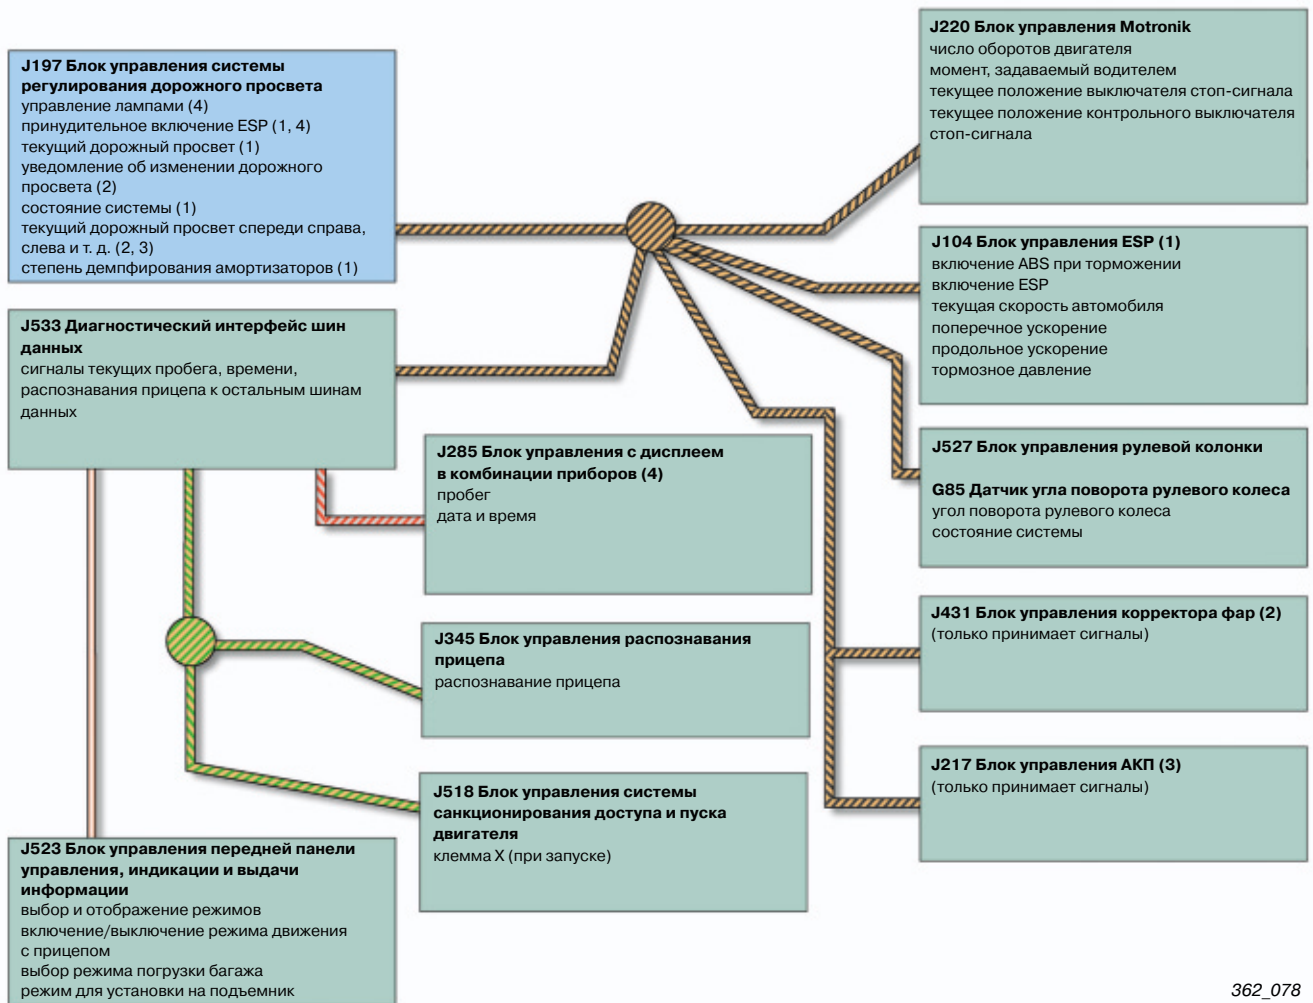 J197 Блок управления системы
регулирования дорожного просвета
управление лампами (4)
принудительное включение ESP (1, 4)
текущий дорожный просвет (1)
уведомление об изменении дорожного
просвета (2)
состояние системы (1)
текущий дорожный просвет спереди справа,
слева и т. д. (2, 3)
степень демпфирования амортизаторов (1)
J533 Диагностический интерфейс шин
данных
сигналы текущих пробега, времени,
распознавания прицепа к остальным шинам
данных
J285 Блок управления с дисплеем
в комбинации приборов (4)
пробег
дата и время
J345 Блок управления распознавания
прицепа
распознавание прицепа
J518 Блок управления системы
санкционирования доступа и пуска
двигателя
клемма X (при запуске)
J523 Блок управления передней панели
управления, индикации и выдачи
информации
выбор и отображение режимов
включение/выключение режима движения
с прицепом
выбор режима погрузки багажа
режим для установки на подъемник
J220 Блок управления Motronik
число оборотов двигателя
момент, задаваемый водителем
текущее положение выключателя стоп-сигнала
текущее положение контрольного выключателя
стоп-сигнала
J104 Блок управления ESP (1)
включение ABS при торможении
включение ESP
текущая скорость автомобиля
поперечное ускорение
продольное ускорение
тормозное давление
J527 Блок управления рулевой колонки
G85 Датчик угла поворота рулевого колеса
угол поворота рулевого колеса
состояние системы
J431 Блок управления корректора фар (2)
(только принимает сигналы)
J217 Блок управления АКП (3)
(только принимает сигналы)
362_078